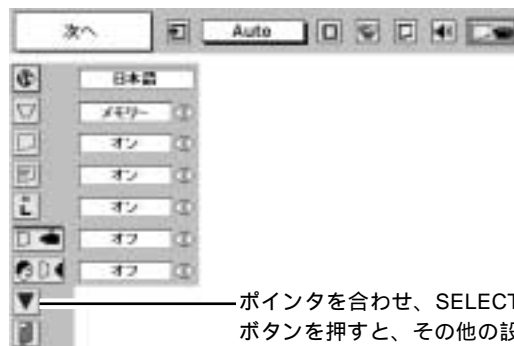 次へ
Auto
日本語
メモリー
オン
オン
オン
オフ
オフ
ポインタを合わせ、SELECT
ボタンを押すと、その他の設